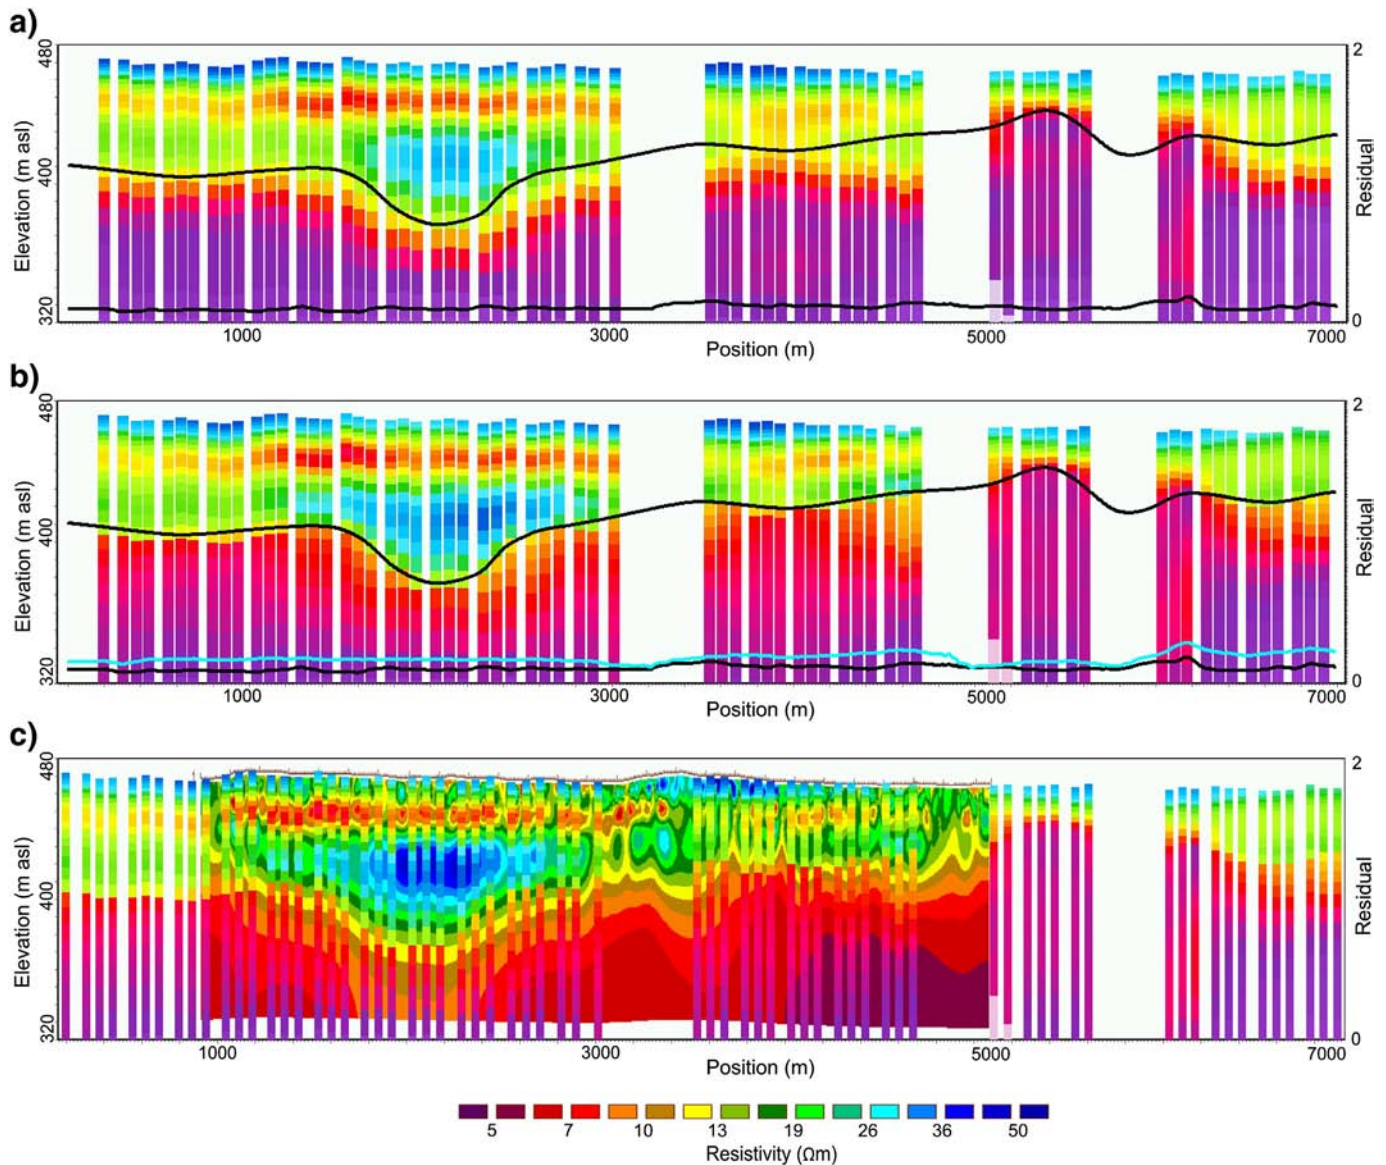 a)
480
2
Elevation (m asl)
400
Residual
320
0
1000
3000
5000
7000
Position (m)
b)
480
2
Elevation (m asl)
400
Residual
320
0
1000
3000
5000
7000
Position (m)
c)
480
2
Elevation (m asl)
400
Residual
320
0
1000
3000
5000
7000
Position (m)
5 7 10 13 19 26 36 50
Resistivity (Ωm)